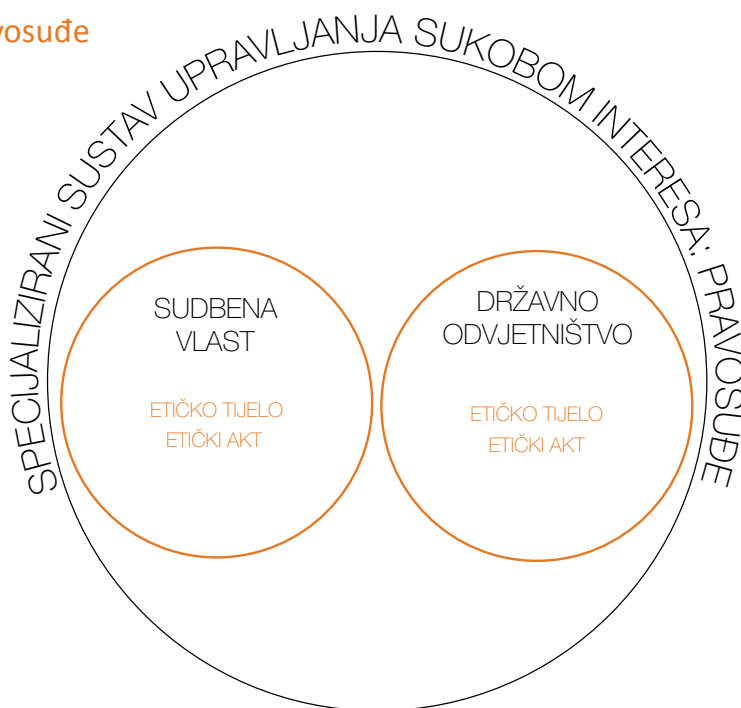 vosuđe
SPECIJALIZIRANI SUSTAV UPRAVLJANJA SUKOBOM INTERESA: PRAVOSUĐE
SUDBENA
VLAST
ETIČKO TIJELO
ETIČKI AKT
DRŽAVNO
ODVJETNIŠTVO
ETIČKO TIJELO
ETIČKI AKT